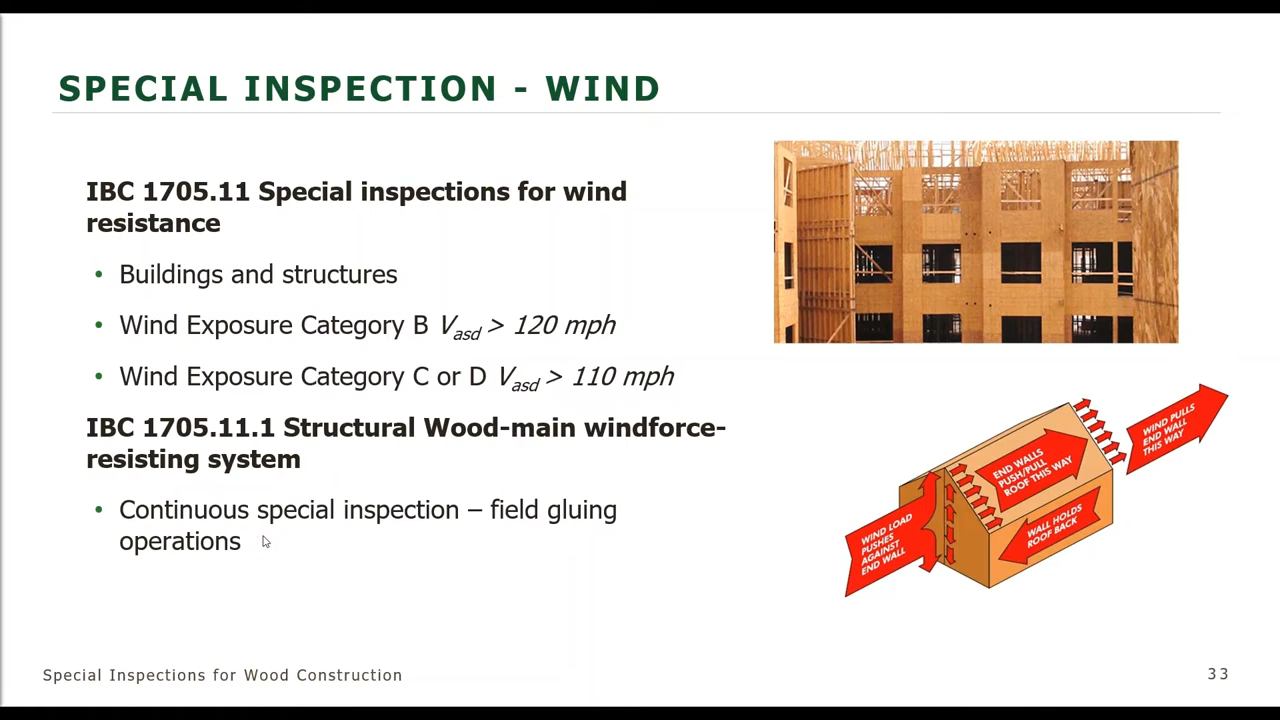 SPECIAL INSPECTION - WIND
IBC 1705.11 Special inspections for wind
resistance
• Buildings and structures
• Wind Exposure Category B Vasd > 120 mph
• Wind Exposure Category C or D Vasd > 110 mph
IBC 1705.11.1 Structural Wood-main windforce-
resisting system
• Continuous special inspection – field gluing
operations
WIND PULLS
END WALL
THIS WAY
END WALLS
PUSH/PULL
ROOF THIS WAY
WALL HOLDS
ROOF BACK
WIND LOAD
PUSHES
AGAINST
END WALL
Special Inspections for Wood Construction
33